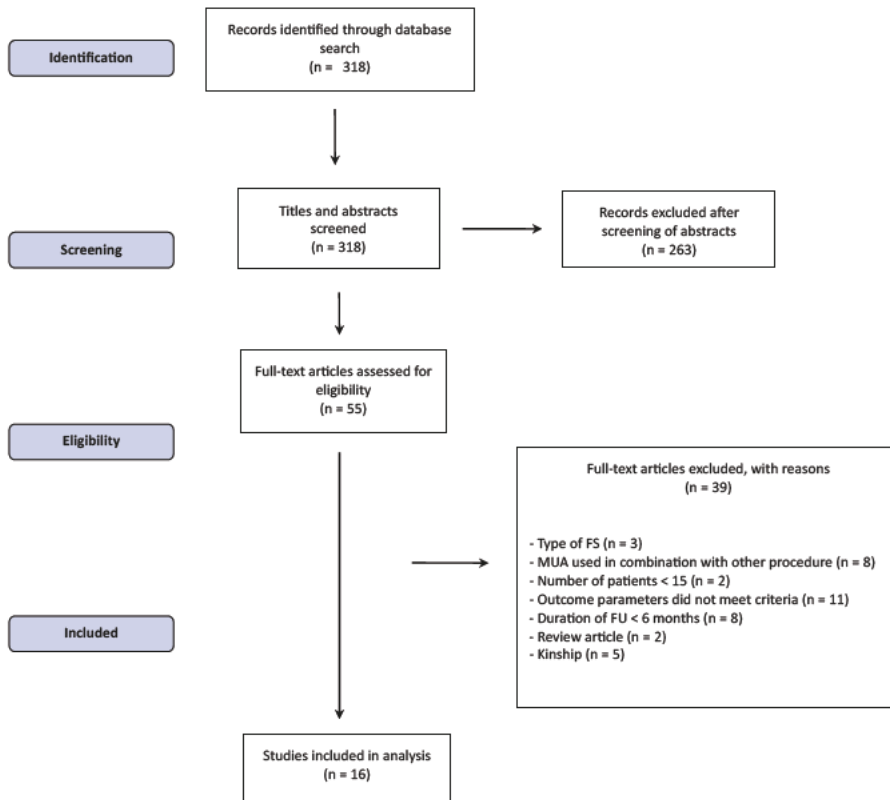 Identification
Records identified through database
search
(n =   318)
Screening
Titles and abstracts
screened
(n = 318)
Records excluded after
screening of abstracts
(n = 263)
Eligibility
Full-text articles assessed for
eligibility
(n = 55)
Full-text articles excluded, with reasons
(n = 39)
- Type of FS (n = 3)
- MUA used in combination with other procedure (n = 8)
- Number of patients < 15 (n = 2)
- Outcome parameters did not meet criteria (n = 11)
- Duration of FU < 6 months (n = 8)
- Review article (n = 2)
- Kinship (n = 5)
Included
Studies included in analysis
(n = 16)